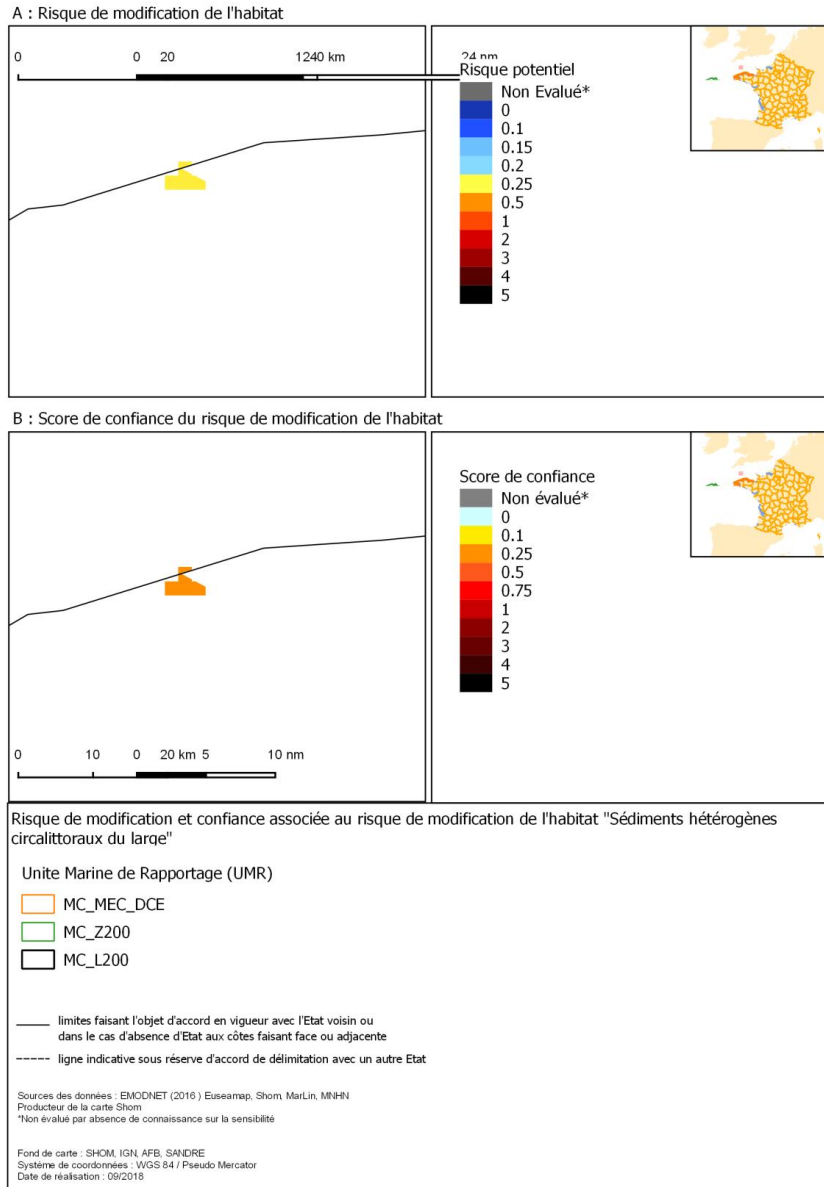 A : Risque de modification de l'habitat
0 0 20 1240 km 24 nm
Risque potentiel
Non Evalué*
0
0.1
0.15
0.2
0.25
0.5
1
2
3
4
5
B : Score de confiance du risque de modification de l'habitat
Score de confiance
Non évalué*
0
0.1
0.25
0.5
0.75
1
2
3
4
5
0 10 0 20 km 5 10 nm
Risque de modification et confiance associée au risque de modification de l'habitat "Sédiments hétérogènes
circalittoraux du large"
Unite Marine de Rapportage (UMR)
MC_MEC_DCE
MC_Z200
MC_L200
limites faisant l'objet d'accord en vigueur avec l'Etat voisin ou
dans le cas d'absence d'Etat aux côtes faisant face ou adjacente
ligne indicative sous réserve d'accord de délimitation avec un autre Etat
Sources des données : EMODNET (2016 ) Euseamap, Shom, MarLin, MNHN
Producteur de la carte Shom
*Non évalué par absence de connaissance sur la sensibilité
Fond de carte : SHOM, IGN, AFB, SANDRE
Système de coordonnées : WGS 84 / Pseudo Mercator
Date de réalisation : 09/2018